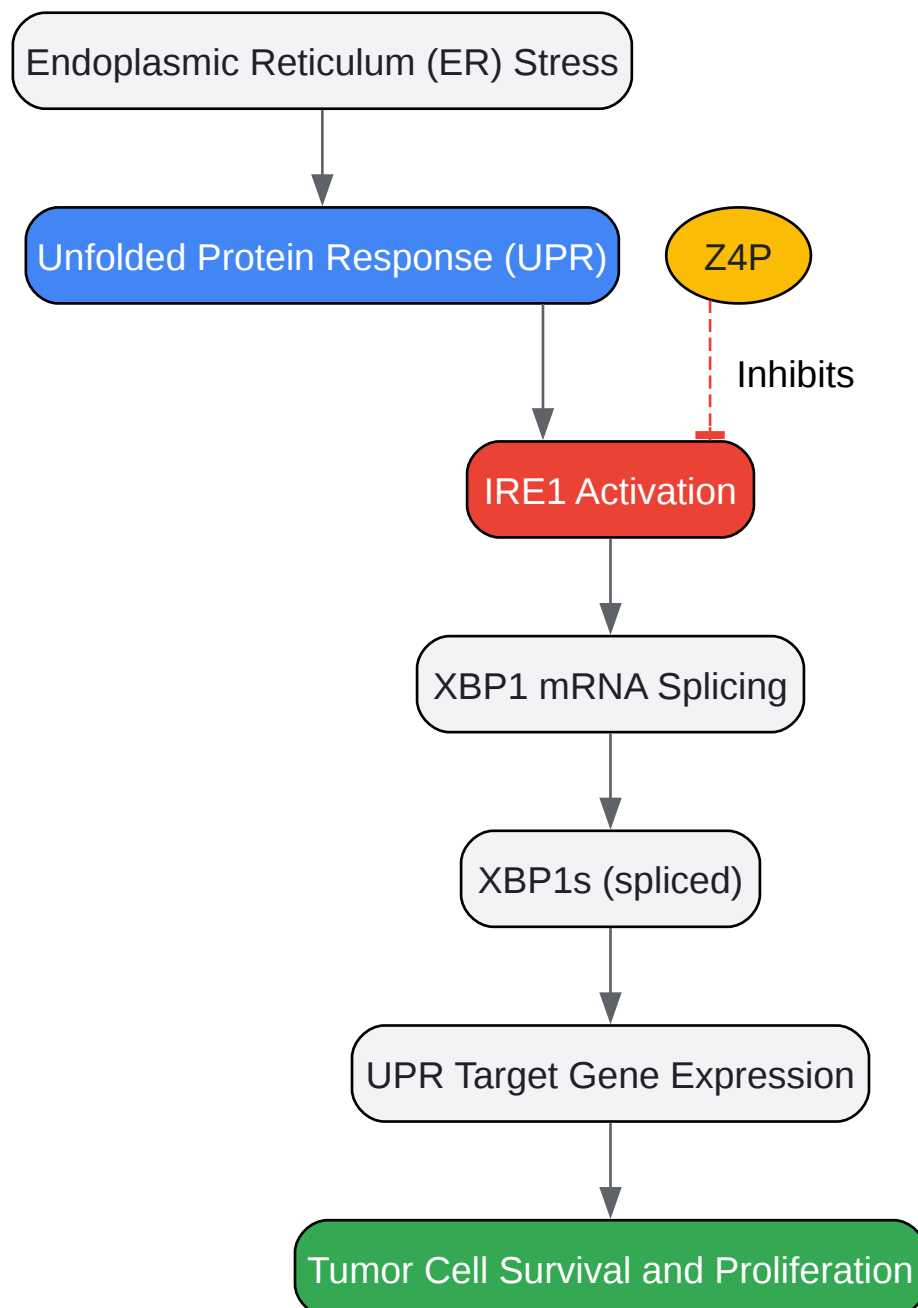 Endoplasmic Reticulum (ER) Stress
Unfolded Protein Response (UPR)
Z4P
Inhibits
IRE1 Activation
XBP1 mRNA Splicing
XBP1s (spliced)
UPR Target Gene Expression
Tumor Cell Survival and Proliferation